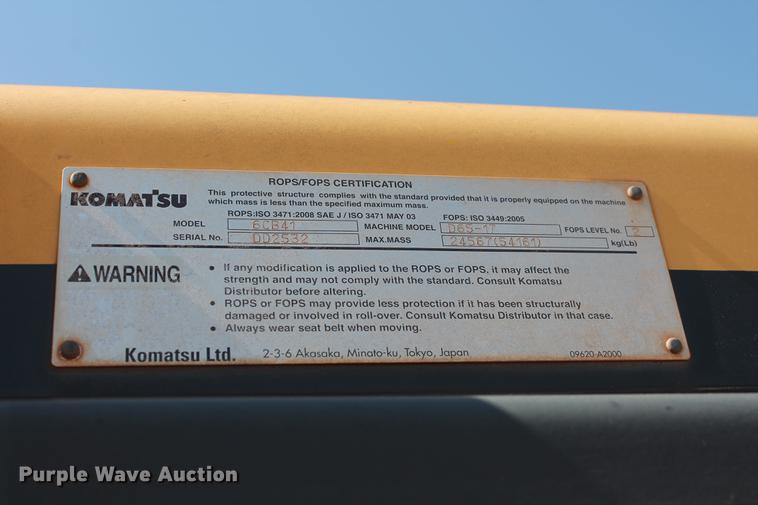 ROPS/FOPS CERTIFICATION
KOMATSU
This protective structure complies with the standard provided that it is properly equipped on the machine
which mass is less than the specified maximum mass.
ROPS:ISO 3471:2008 SAE J / ISO 3471 MAY 03 FOPS: ISO 3449:2005
MODEL 6CB41 MACHINE MODEL D65-17 FOPS LEVEL No. 2
SERIAL No. DD2532 MAX.MASS 24567(54161) kg(Lb)
WARNING
• If any modification is applied to the ROPS or FOPS, it may affect the
strength and may not comply with the standard. Consult Komatsu
Distributor before altering.
• ROPS or FOPS may provide less protection if it has been structurally
damaged or involved in roll-over. Consult Komatsu Distributor in that case.
• Always wear seat belt when moving.
Komatsu Ltd. 2-3-6 Akasaka, Minato-ku, Tokyo, Japan 09620-A2000
Purple Wave Auction